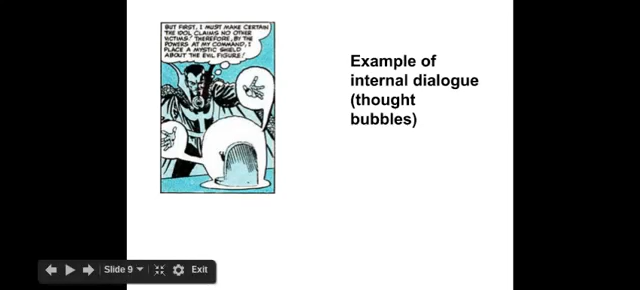 BUT FIRST, I MUST MAKE CERTAIN
THE IDOL CLAIMS NO OTHER
VICTIMS! THEREFORE, BY THE
POWERS AT MY COMMAND, I
PLACE A MYSTIC SHIELD
ABOUT THE EVIL FIGURE!
Example of
internal dialogue
(thought
bubbles)
Slide 9
Exit